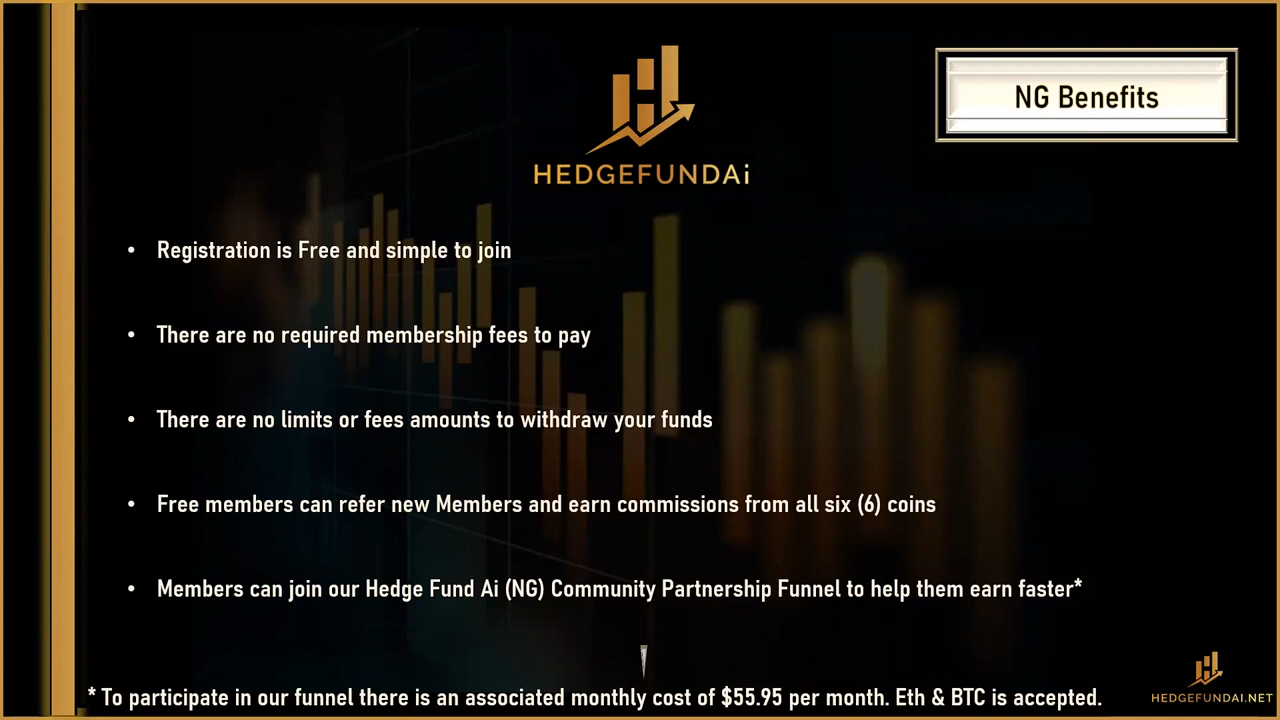 NG Benefits
HEDGEFUNDAi
• Registration is Free and simple to join
• There are no required membership fees to pay
• There are no limits or fees amounts to withdraw your funds
• Free members can refer new Members and earn commissions from all six (6) coins
• Members can join our Hedge Fund Ai (NG) Community Partnership Funnel to help them earn faster*
* To participate in our funnel there is an associated monthly cost of $55.95 per month. Eth & BTC is accepted.
HEDGEFUNDAI.NET